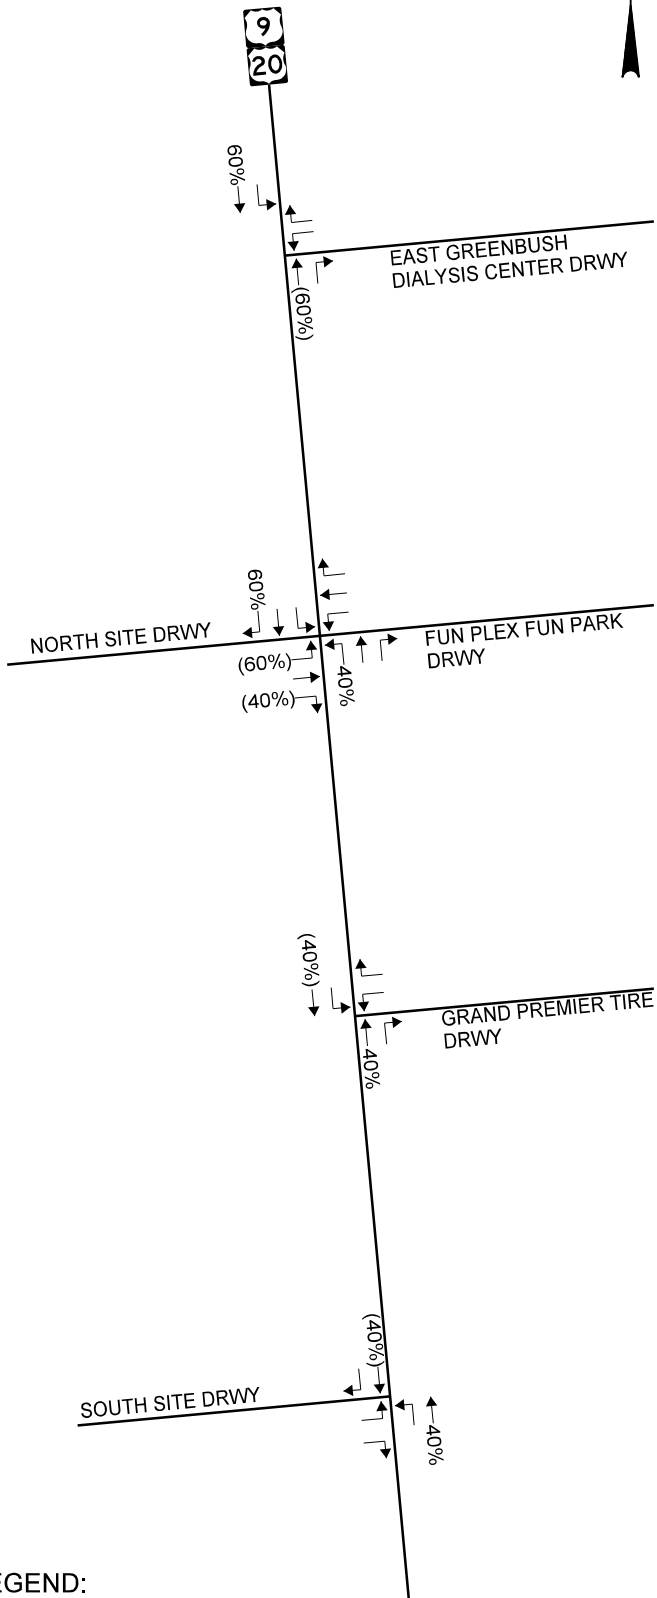 9
20
60%
EAST GREENBUSH
DIALYSIS CENTER DRWY
(60%)
60%
NORTH SITE DRWY
FUN PLEX FUN PARK
DRWY
(60%)
40%
(40%)
(40%)
GRAND PREMIER TIRE
DRWY
40%
(40%)
SOUTH SITE DRWY
40%
EGEND: